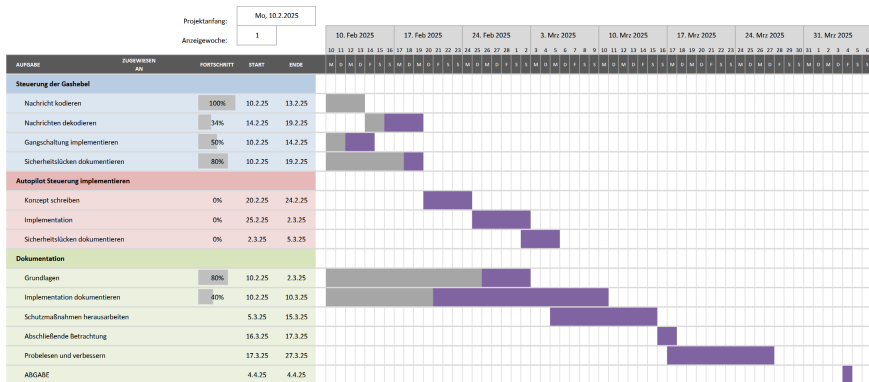 Projektanfang: Mo, 10.2.2025
Anzeigewoche: 1
10. Feb 2025 17. Feb 2025 24. Feb 2025 3. Mrz 2025 10. Mrz 2025 17. Mrz 2025 24. Mrz 2025 31. Mrz 2025
10 11 12 13 14 15 16 17 18 19 20 21 22 23 24 25 26 27 28 1 2 3 4 5 6 7 8 9 10 11 12 13 14 15 16 17 18 19 20 21 22 23 24 25 26 27 28 29 30 31 1 2 3 4 5 6
AUFGABE ZUGEWIESEN AN FORTSCHRITT START ENDE M D M D F S S M D M D F S S M D M D F S S M D M D F S S M D M D F S S M D M D F S S M D M D F S S M D M D F S S
Steuerung der Gashebel
Nachricht kodieren 100% 10.2.25 13.2.25
Nachrichten dekodieren 34% 14.2.25 19.2.25
Gangschaltung implementieren 50% 10.2.25 14.2.25
Sicherheitslücken dokumentieren 80% 10.2.25 19.2.25
Autopilot Steuerung implementieren
Konzept schreiben 0% 20.2.25 24.2.25
Implementation 0% 25.2.25 2.3.25
Sicherheitslücken dokumentieren 0% 2.3.25 5.3.25
Dokumentation
Grundlagen 80% 10.2.25 2.3.25
Implementation dokumentieren 40% 10.2.25 10.3.25
Schutzmaßnahmen herausarbeiten 5.3.25 15.3.25
Abschließende Betrachtung 16.3.25 17.3.25
Probelesen und verbessern 17.3.25 27.3.25
ABGABE 4.4.25 4.4.25